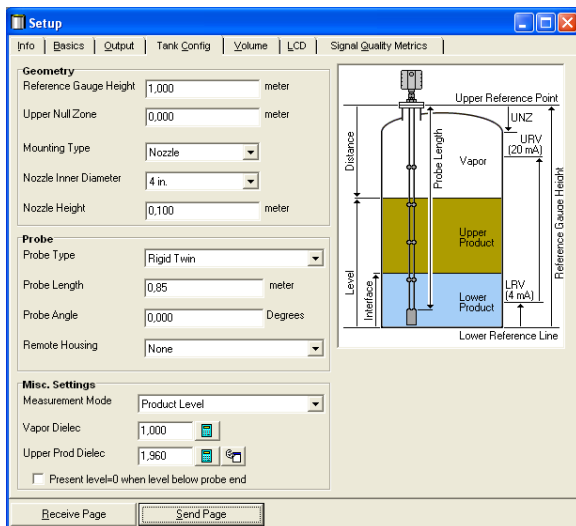 Setup
Info Basics Output Tank Config Volume LCD Signal Quality Metrics
Geometry
Reference Gauge Height 1,000 meter
Upper Null Zone 0,000 meter
Mounting Type Nozzle
Nozzle Inner Diameter 4 in.
Nozzle Height 0,100 meter
Probe
Probe Type Rigid Twin
Probe Length 0,85 meter
Probe Angle 0,000 Degrees
Remote Housing None
Misc. Settings
Measurement Mode Product Level
Vapor Dielec 1,000
Upper Prod Dielec 1,960
Present level=0 when level below probe end
Receive Page Send Page
Upper Reference Point
UNZ
URV
(20 mA)
Distance
Probe Length
Vapor
Reference Gauge Height
Upper
Product
Level
Interface
Lower
Product
LRV
(4 mA)
Lower Reference Line